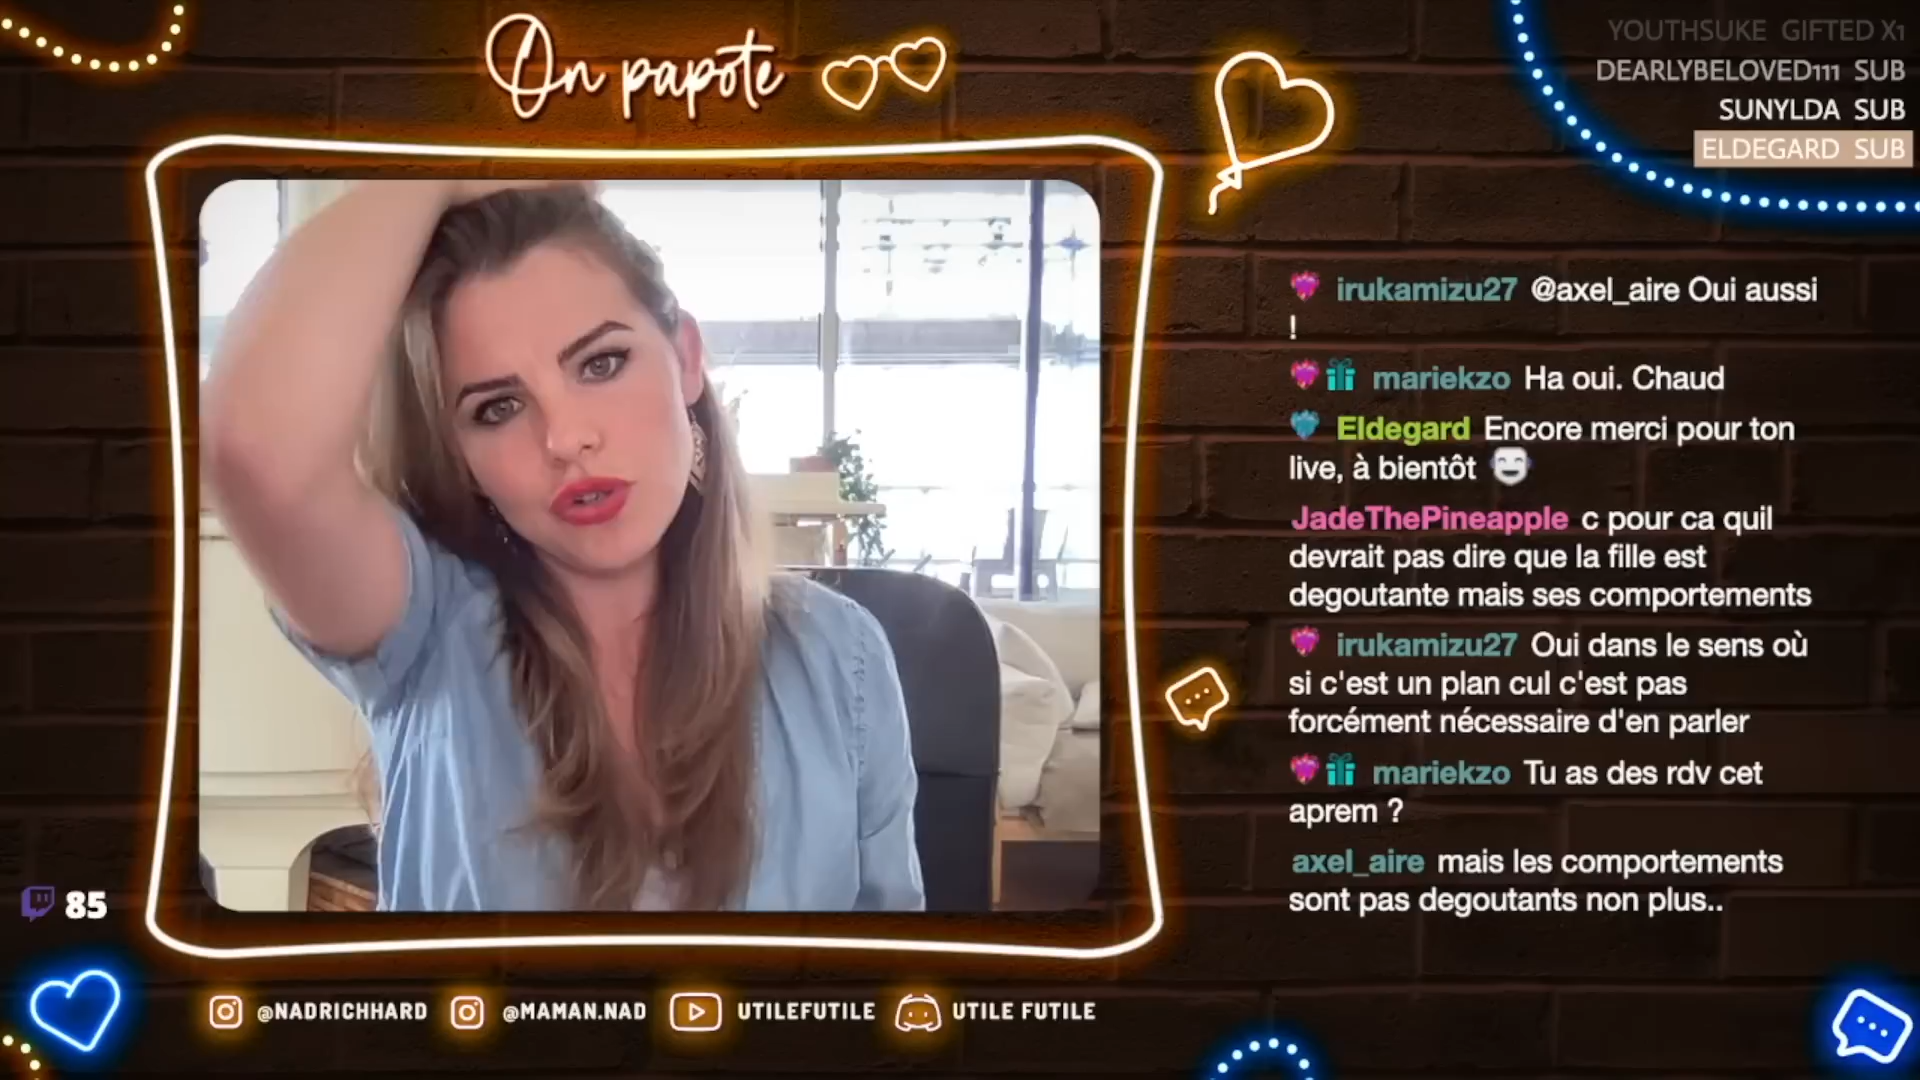 On papote
YOUTHSUKE GIFTED X1
DEARLYBELOVED111 SUB
SUNYLDA SUB
ELDEGARD SUB
irukamizu27 @axel_aire Oui aussi
!
mariekzo Ha oui. Chaud
Eldegard Encore merci pour ton
live, à bientôt
JadeThePineapple c pour ca quil
devrait pas dire que la fille est
degoutante mais ses comportements
irukamizu27 Oui dans le sens où
si c'est un plan cul c'est pas
forcément nécessaire d'en parler
mariekzo Tu as des rdv cet
aprem ?
axel_aire mais les comportements
sont pas degoutants non plus..
85
@NADRICHHARD @MAMAN.NAD UTILEFUTILE UTILE FUTILE